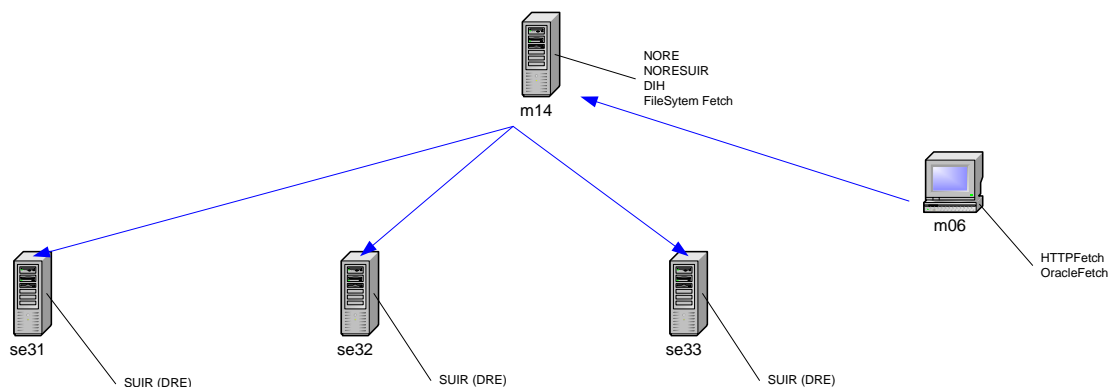 NORE
NORESUIR
DIH
FileSytem Fetch
m14
m06
HTTPFetch
OracleFetch
se31
se32
se33
SUIR (DRE)
SUIR (DRE)
SUIR (DRE)